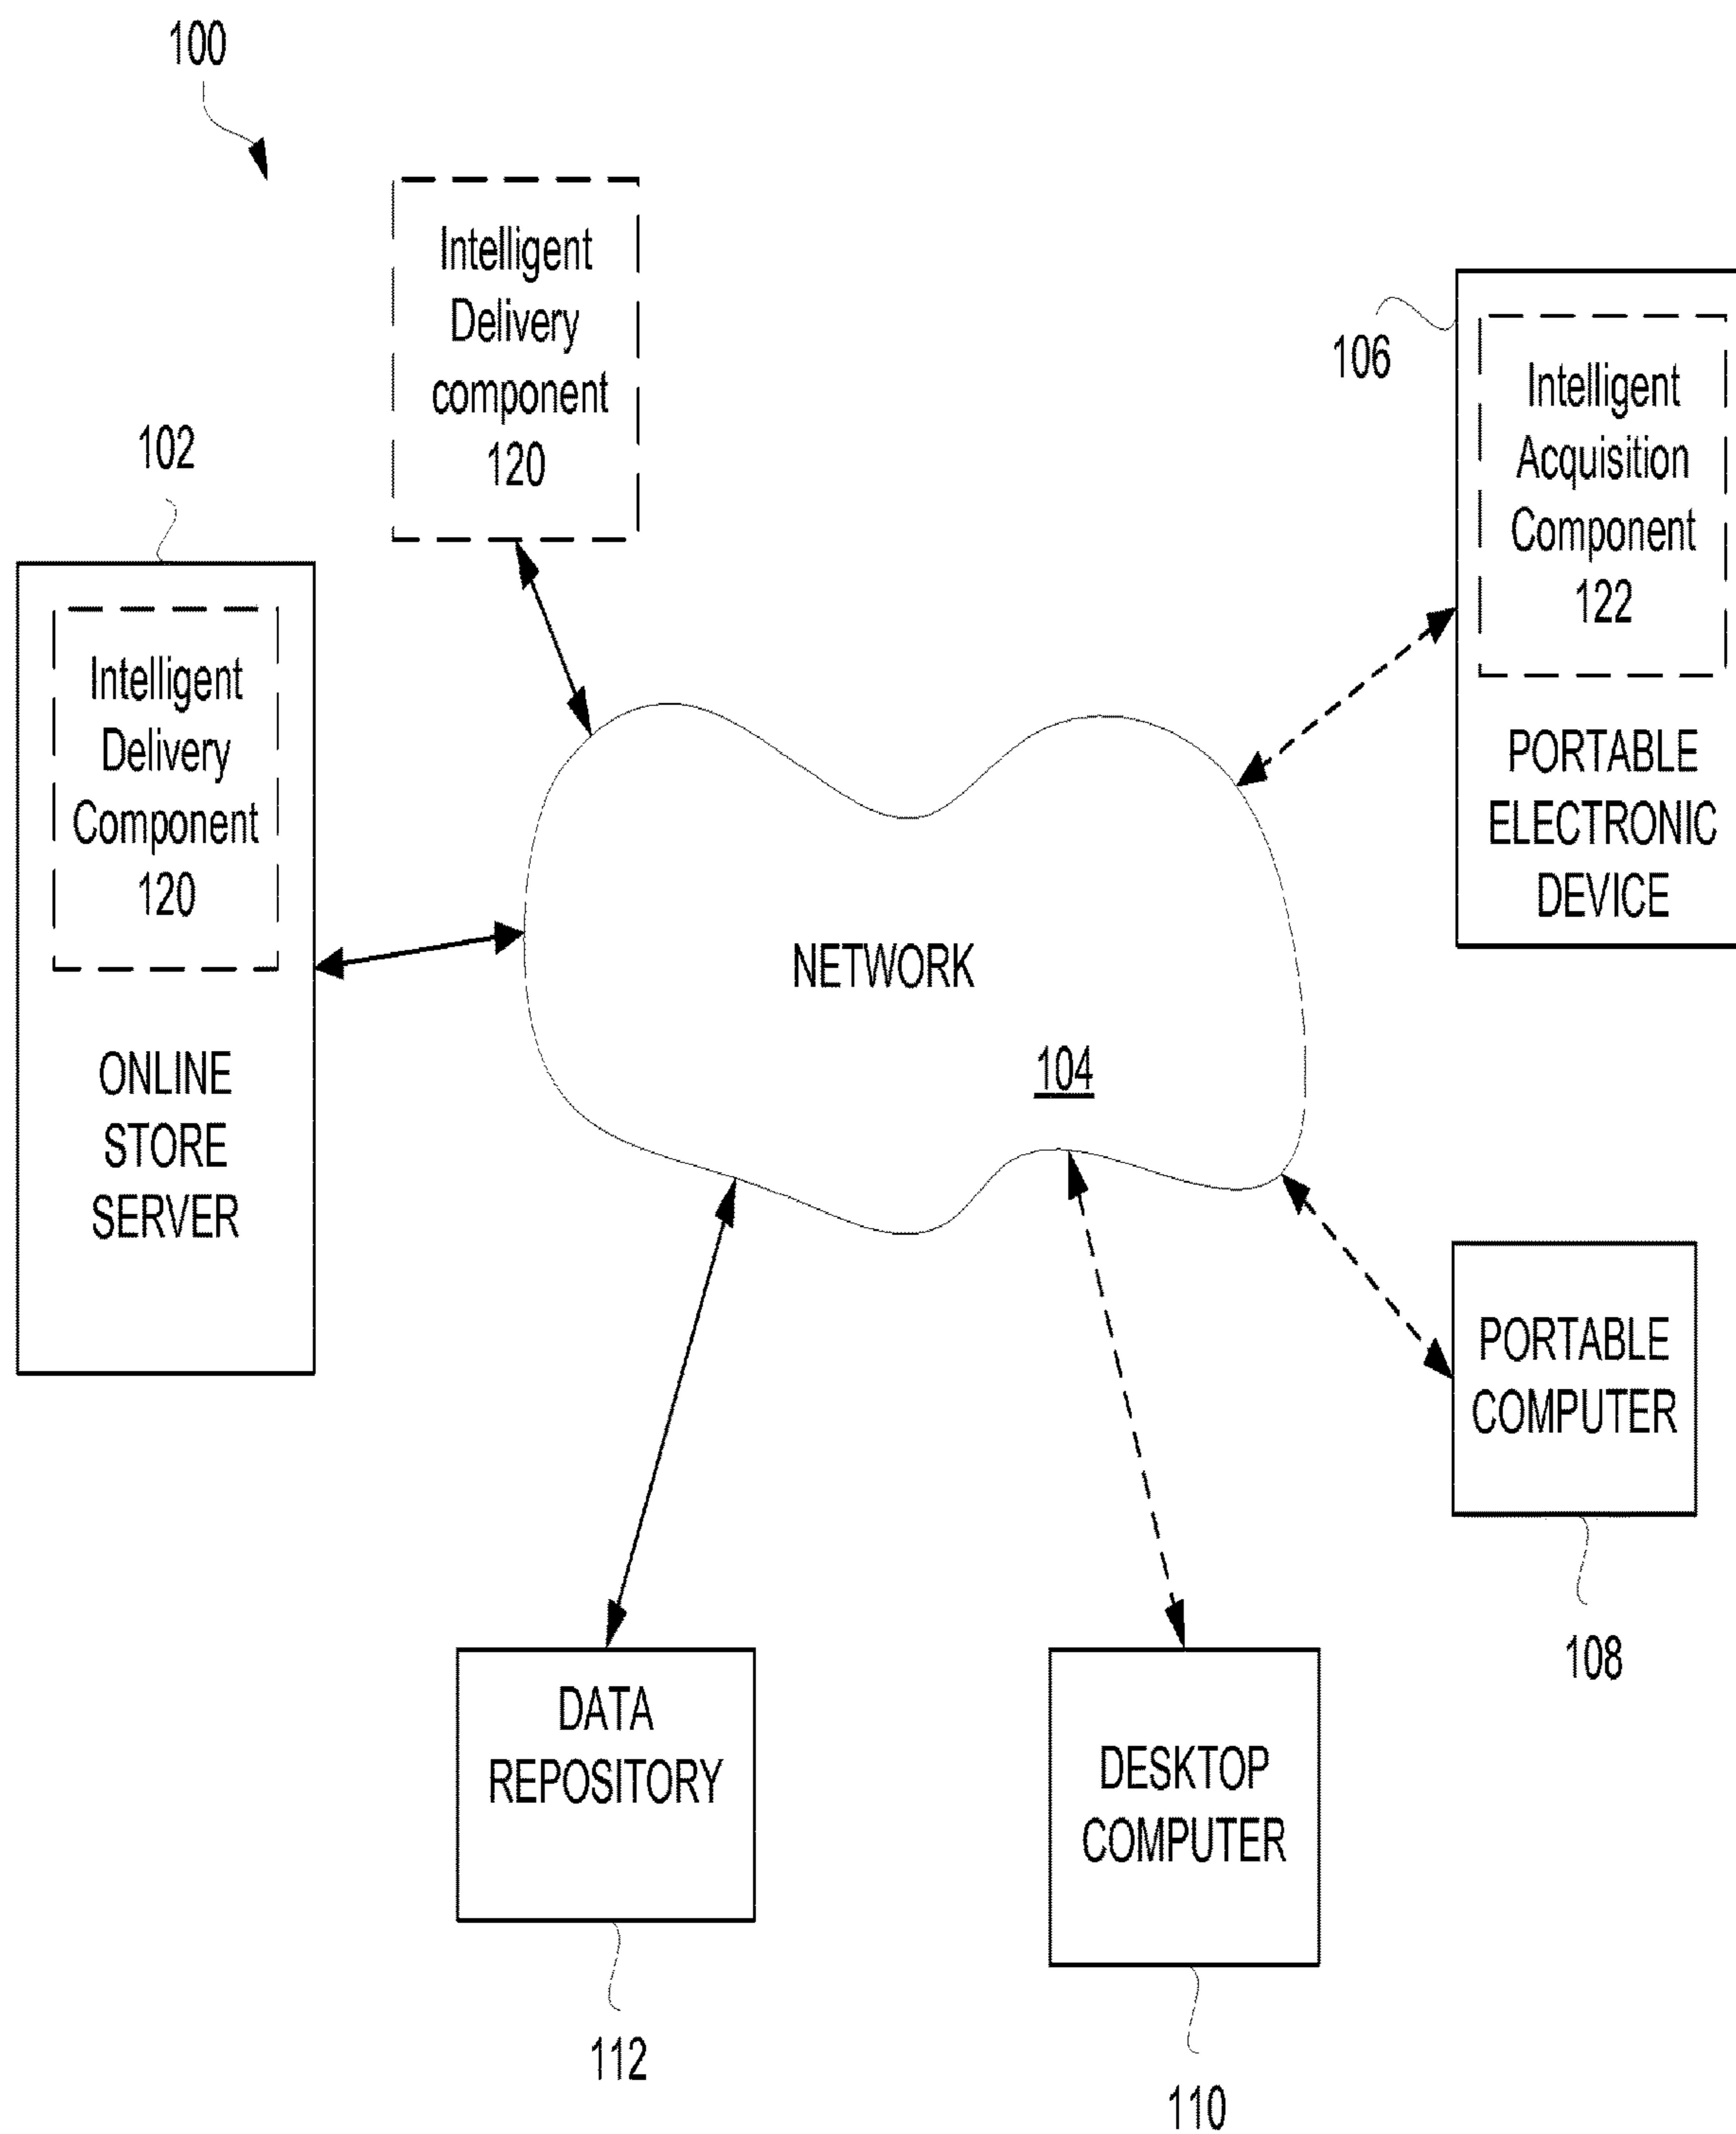 100
Intelligent
Delivery
component
120
106
Intelligent
Acquisition
Component
122
PORTABLE
ELECTRONIC
DEVICE
102
Intelligent
Delivery
Component
120
ONLINE
STORE
SERVER
NETWORK
104
PORTABLE
COMPUTER
108
DATA
REPOSITORY
112
DESKTOP
COMPUTER
110